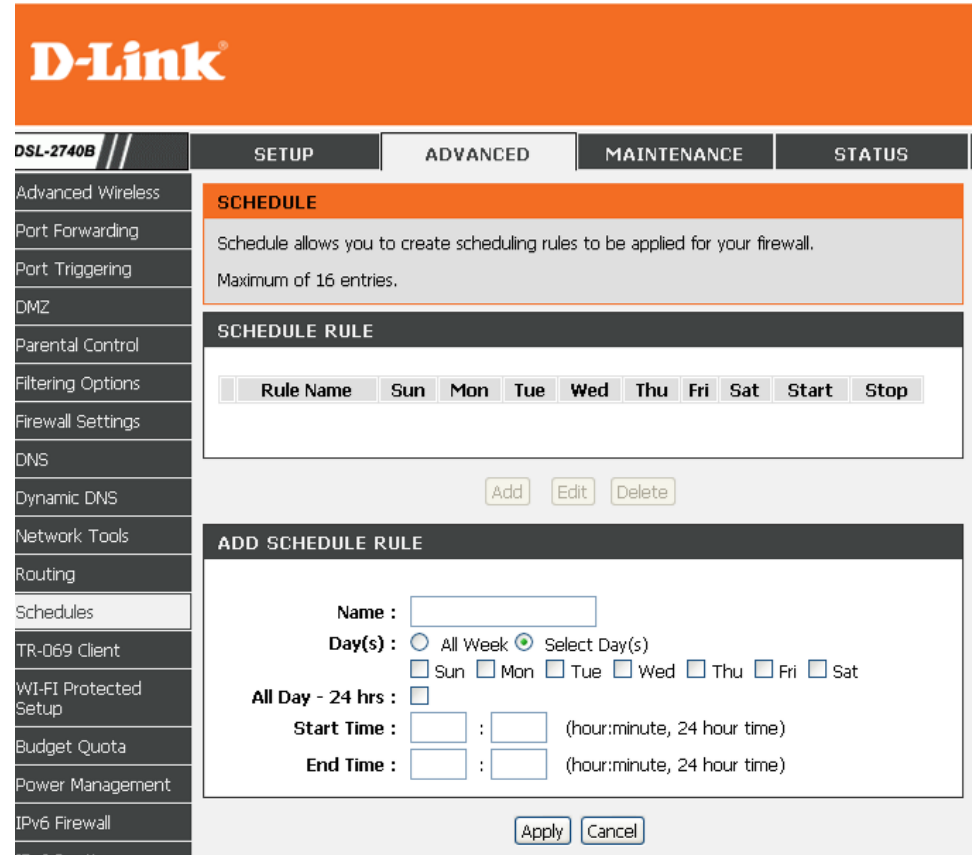 D-Link®
DSL-2740B
SETUP ADVANCED MAINTENANCE STATUS
Advanced Wireless
Port Forwarding
Port Triggering
DMZ
Parental Control
Filtering Options
Firewall Settings
DNS
Dynamic DNS
Network Tools
Routing
Schedules
TR-069 Client
WI-FI Protected
Setup
Budget Quota
Power Management
IPv6 Firewall
SCHEDULE
Schedule allows you to create scheduling rules to be applied for your firewall.
Maximum of 16 entries.
SCHEDULE RULE
Rule Name Sun Mon Tue Wed Thu Fri Sat Start Stop
Add Edit Delete
ADD SCHEDULE RULE
Name :
Day(s) : All Week Select Day(s)
Sun Mon Tue Wed Thu Fri Sat
All Day - 24 hrs :
Start Time : : (hour:minute, 24 hour time)
End Time : : (hour:minute, 24 hour time)
Apply Cancel